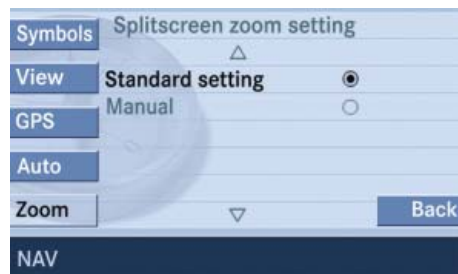 Splitscreen zoom setting
Symbols
View
Standard setting
Manual
GPS
Auto
Zoom
Back
NAV